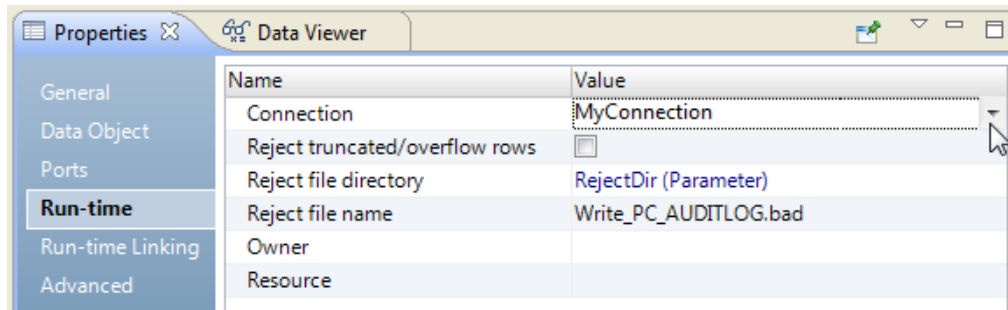 Properties Data Viewer
General
Data Object
Ports
Run-time
Run-time Linking
Advanced
Name Value
Connection MyConnection
Reject truncated/overflow rows
Reject file directory RejectDir (Parameter)
Reject file name Write_PC_AUDITLOG.bad
Owner
Resource